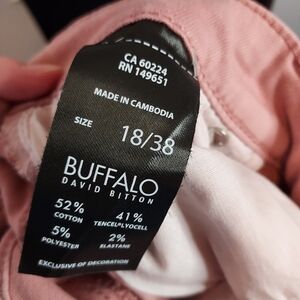 CA 60224
RN 149651
MADE IN CAMBODIA
SIZE 18/38
BUFFALO
DAVID BITTON
52% 41%
COTTON TENCEL®LYOCELL
5% 2%
POLYESTER ELASTANE
EXCLUSIVE OF DECORATION